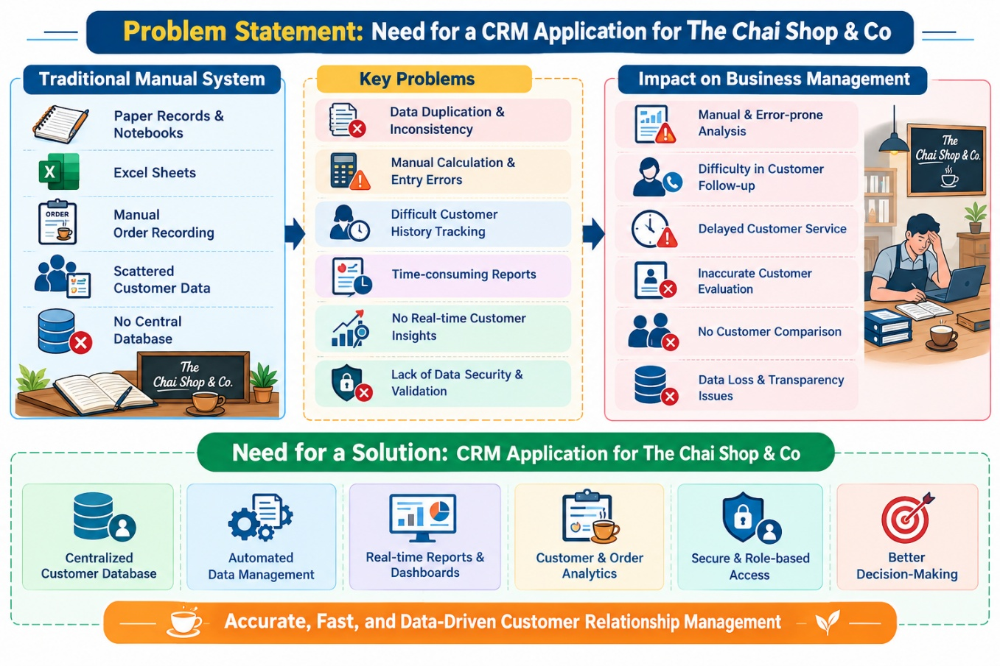 Problem Statement: Need for a CRM Application for The Chai Shop & Co
Traditional Manual System
Paper Records &
Notebooks
X
Excel Sheets
ORDER
Manual
Order Recording
Scattered
Customer Data
No Central
Database
The
Chai Shop & Co.
Key Problems
Data Duplication &
Inconsistency
Manual Calculation &
Entry Errors
Difficult Customer
History Tracking
Time-consuming Reports
No Real-time Customer
Insights
Lack of Data Security &
Validation
Impact on Business Management
Manual & Error-prone
Analysis
Difficulty in Customer
Follow-up
Delayed Customer Service
Inaccurate Customer
Evaluation
No Customer Comparison
Data Loss & Transparency
Issues
The
Chai Shop & Co.
Need for a Solution: CRM Application for The Chai Shop & Co
Centralized
Customer Database
Automated
Data Management
Real-time Reports &
Dashboards
Customer & Order
Analytics
Secure & Role-based
Access
Better
Decision-Making
Accurate, Fast, and Data-Driven Customer Relationship Management